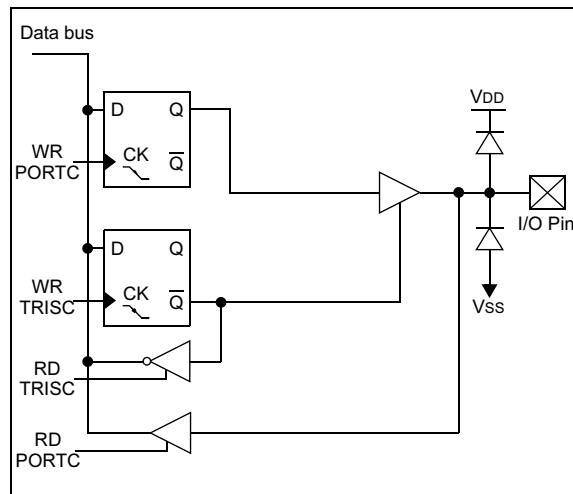 Data bus
D
Q
VDD
WR
PORTC
CK
Q
I/O Pin
D
Q
WR
TRISC
CK
Q
VSS
RD
TRISC
RD
PORTC